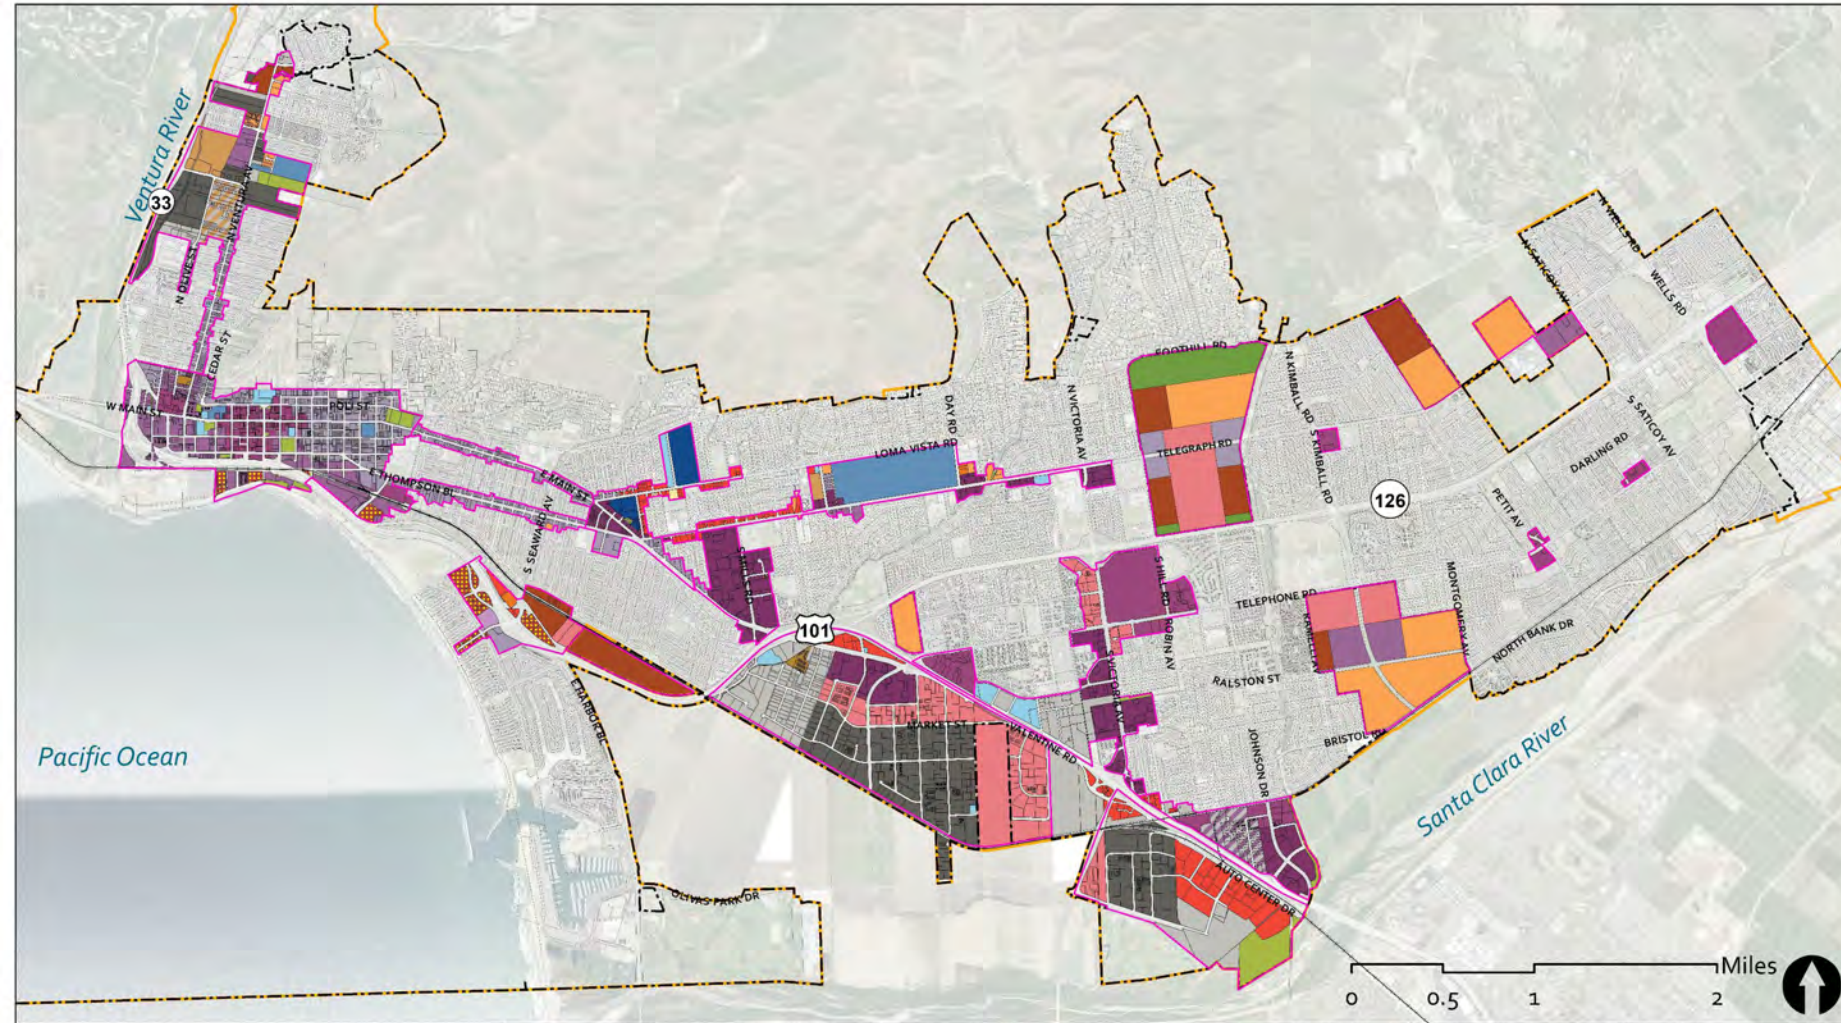 Ventura River
33
N VENTURA AV
N OLIVE ST
CEDAR ST
W MAIN ST
POLI ST
E THOMPSON BL
E MAIN ST
S SEAWARD AV
LOMA VISTA RD
DAY RD
N VICTORIA AV
FOOTHILL RD
TELEGRAPH RD
N KIMBALL RD
S KIMBALL RD
N SATICOY AV
N WELLS RD
WELLS RD
S SATICOY AV
DARLING RD
126
PETIT AV
MONTGOMERY AV
NORTH BANK DR
TELEPHONE RD
RAMELLI AV
S MILLS RD
101
S HILL RD
ROBIN AV
S VICTORIA AV
RALSTON ST
BRISTOL RD
JOHNSON DR
MARKET ST
VALENTINE RD
E HARBOR BL
OLIVAS PARK DR
AUTO CENTER DR
Pacific Ocean
Santa Clara River
Miles
0 0.5 1 2